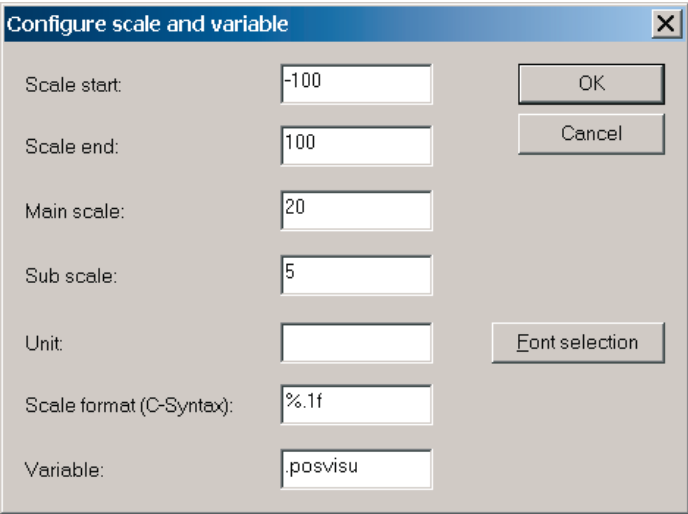 Configure scale and variable
Scale start: -100 OK
Scale end: 100 Cancel
Main scale: 20
Sub scale: 5
Unit: Font selection
Scale format (C-Syntax): %.1f
Variable: .posvisu